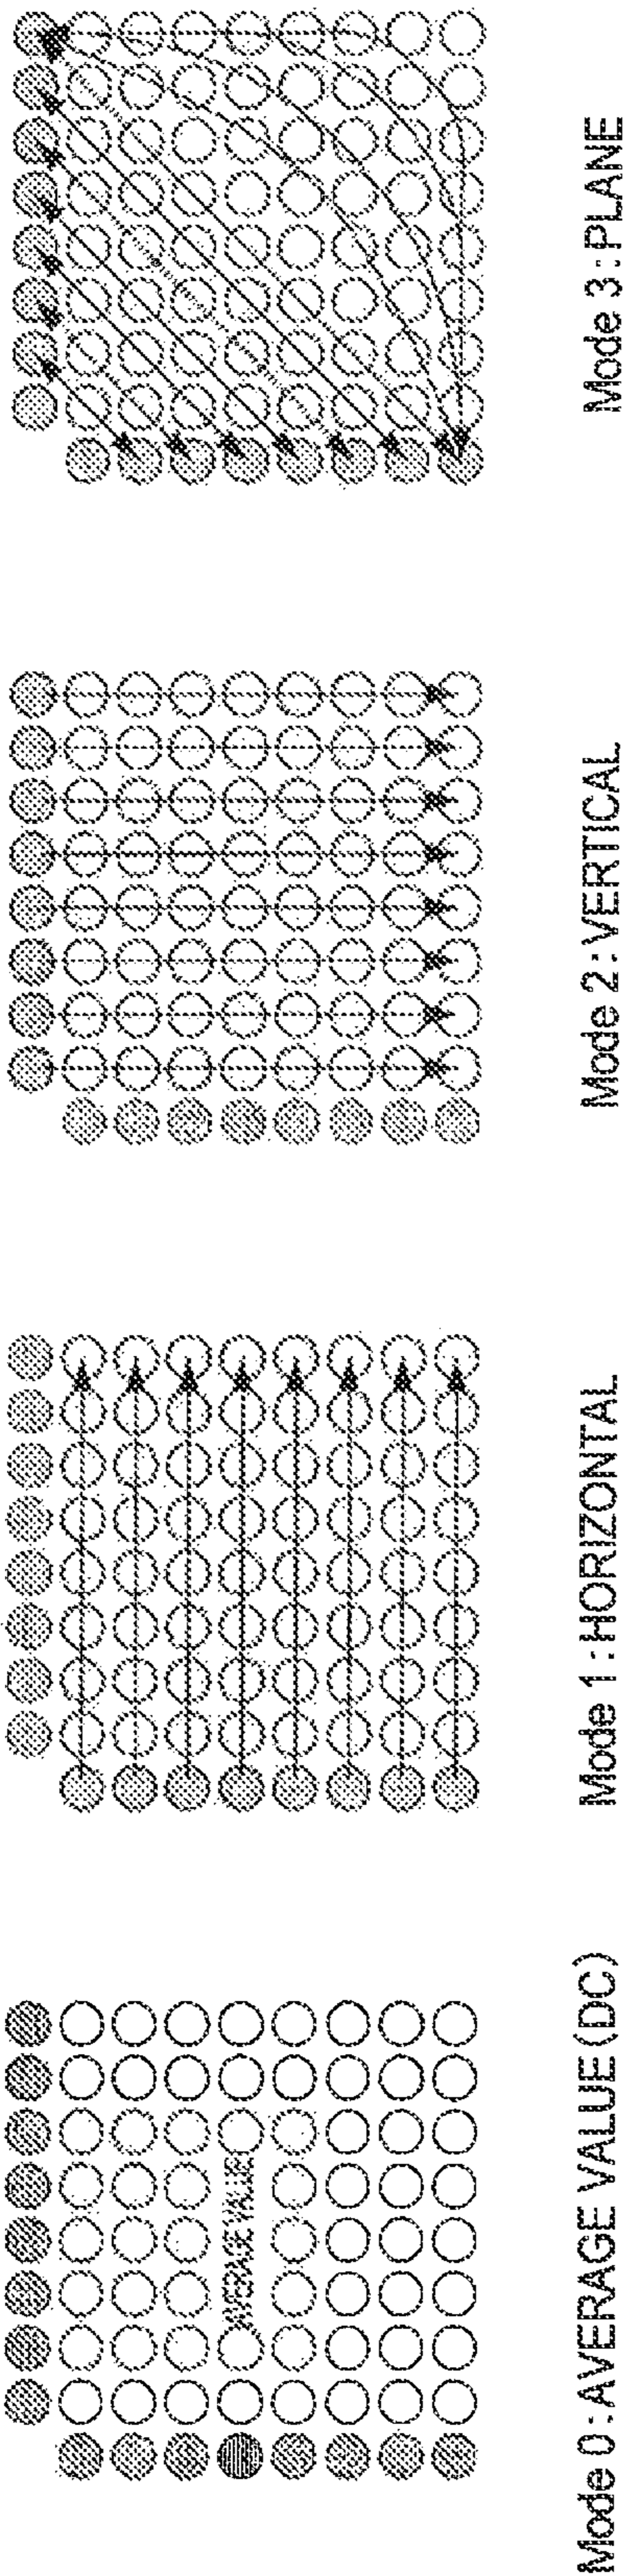 AVERAGE VALUE
Mode 0 : AVERAGE VALUE (DC)
Mode 1 : HORIZONTAL
Mode 2 : VERTICAL
Mode 3 : PLANE